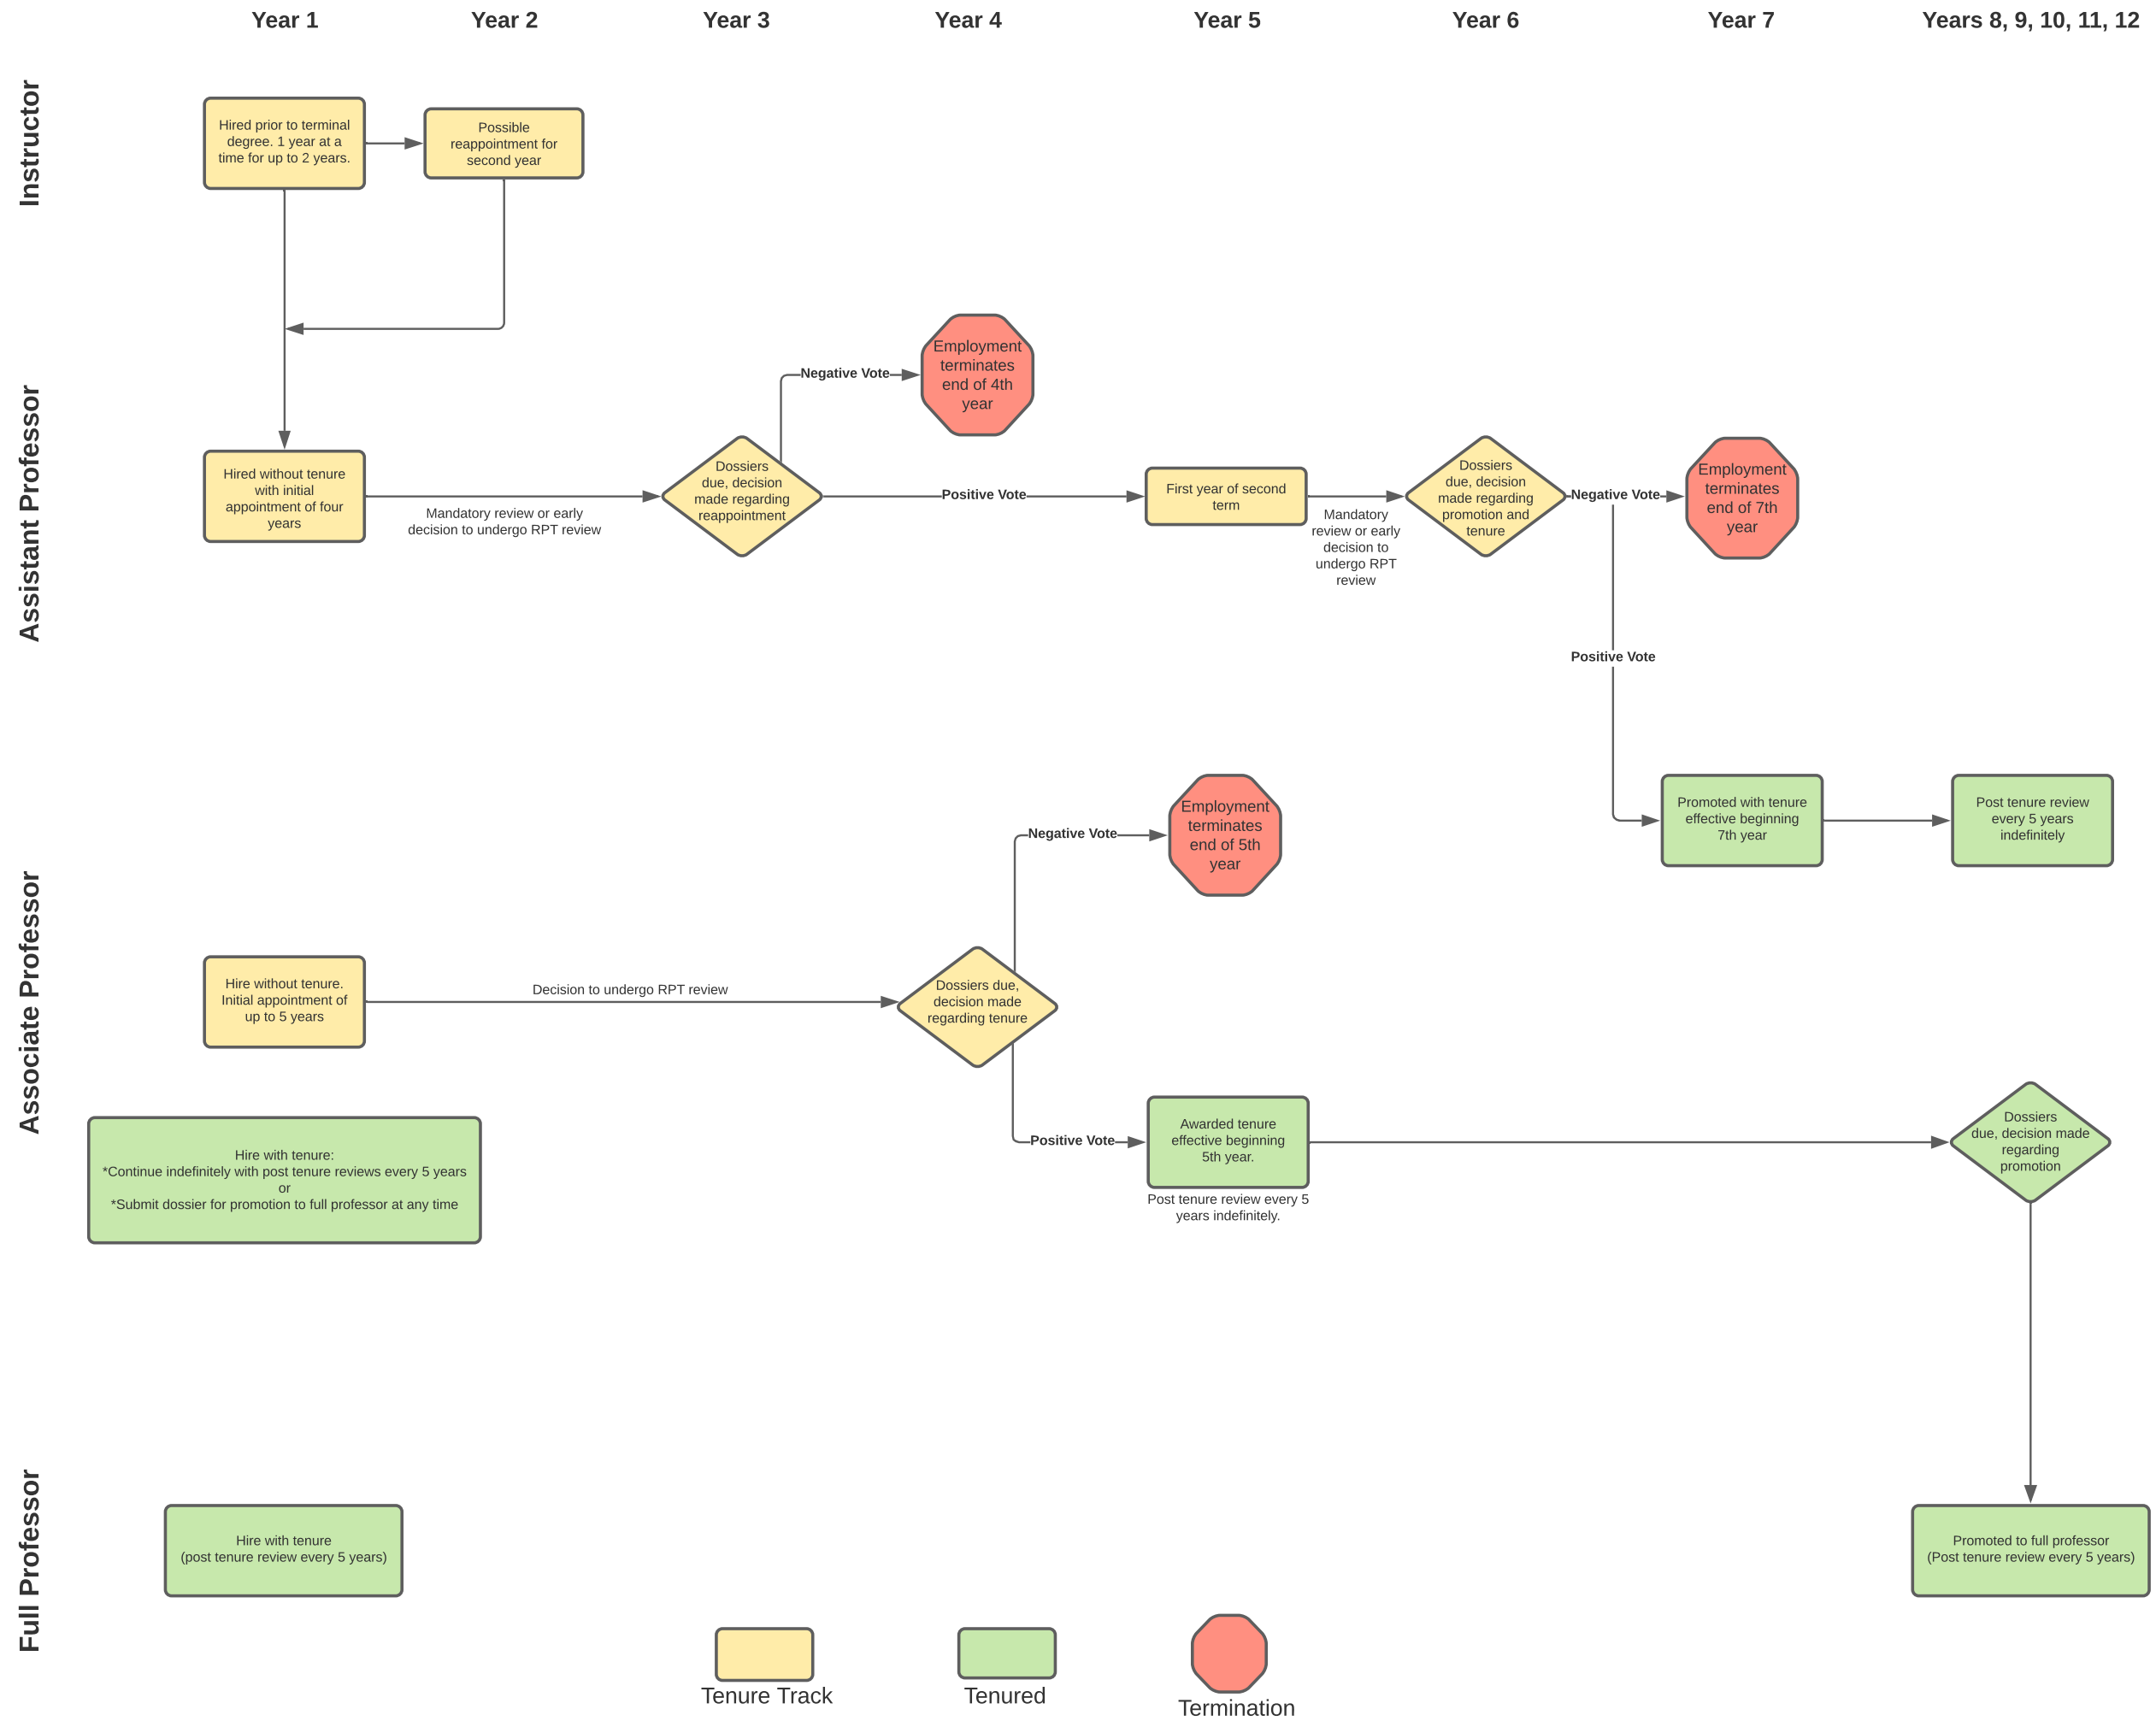 Year 1
Year 2
Year 3
Year 4
Year 5
Year 6
Year 7
Years 8, 9, 10, 11, 12
Instructor
Hired prior to terminal
degree. 1 year at a
time for up to 2 years.
Possible
reappointment for
second year
Assistant Professor
Hired without tenure
with initial
appointment of four
years
Mandatory review or early
decision to undergo RPT review
Dossiers
due, decision
made regarding
reappointment
Negative Vote
Employment
terminates
end of 4th
year
Positive Vote
First year of second
term
Mandatory
review or early
decision to
undergo RPT
review
Dossiers
due, decision
made regarding
promotion and
tenure
Negative Vote
Employment
terminates
end of 7th
year
Positive Vote
Promoted with tenure
effective beginning
7th year
Post tenure review
every 5 years
indefinitely
Associate Professor
Hire without tenure.
Initial appointment of
up to 5 years
Decision to undergo RPT review
Dossiers due,
decision made
regarding tenure
Negative Vote
Employment
terminates
end of 5th
year
Positive Vote
Awarded tenure
effective beginning
5th year.
Post tenure review every 5
years indefinitely.
Dossiers
due, decision made
regarding
promotion
Hire with tenure:
*Continue indefinitely with post tenure reviews every 5 years
or
*Submit dossier for promotion to full professor at any time
Full Professor
Hire with tenure
(post tenure review every 5 years)
Promoted to full professor
(Post tenure review every 5 years)
Tenure Track
Tenured
Termination